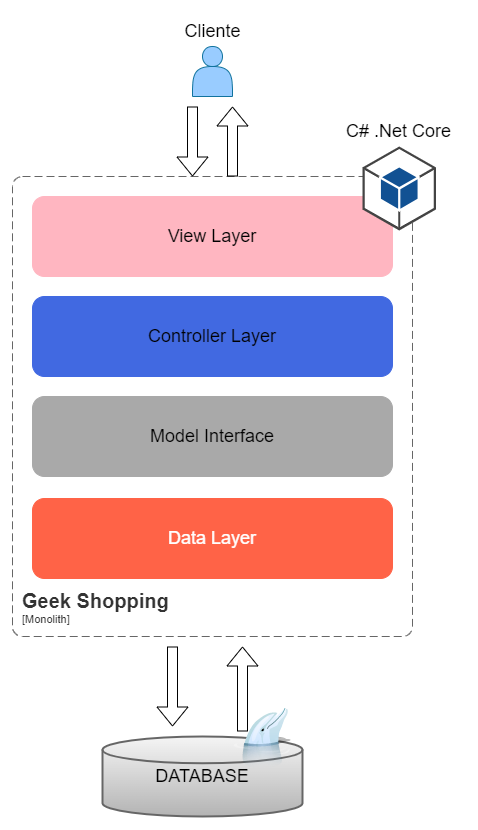 Cliente
C# .Net Core
View Layer
Controller Layer
Model Interface
Data Layer
Geek Shopping
[Monolith]
DATABASE